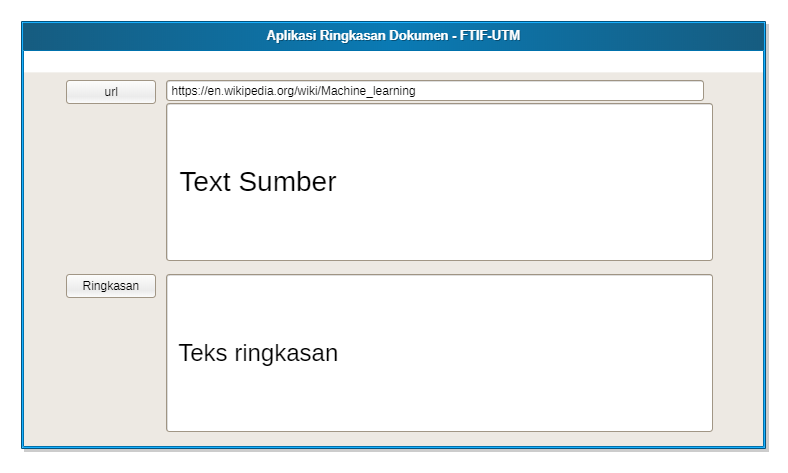 Aplikasi Ringkasan Dokumen - FTIF-UTM
url
https://en.wikipedia.org/wiki/Machine_learning
Text Sumber
Ringkasan
Teks ringkasan